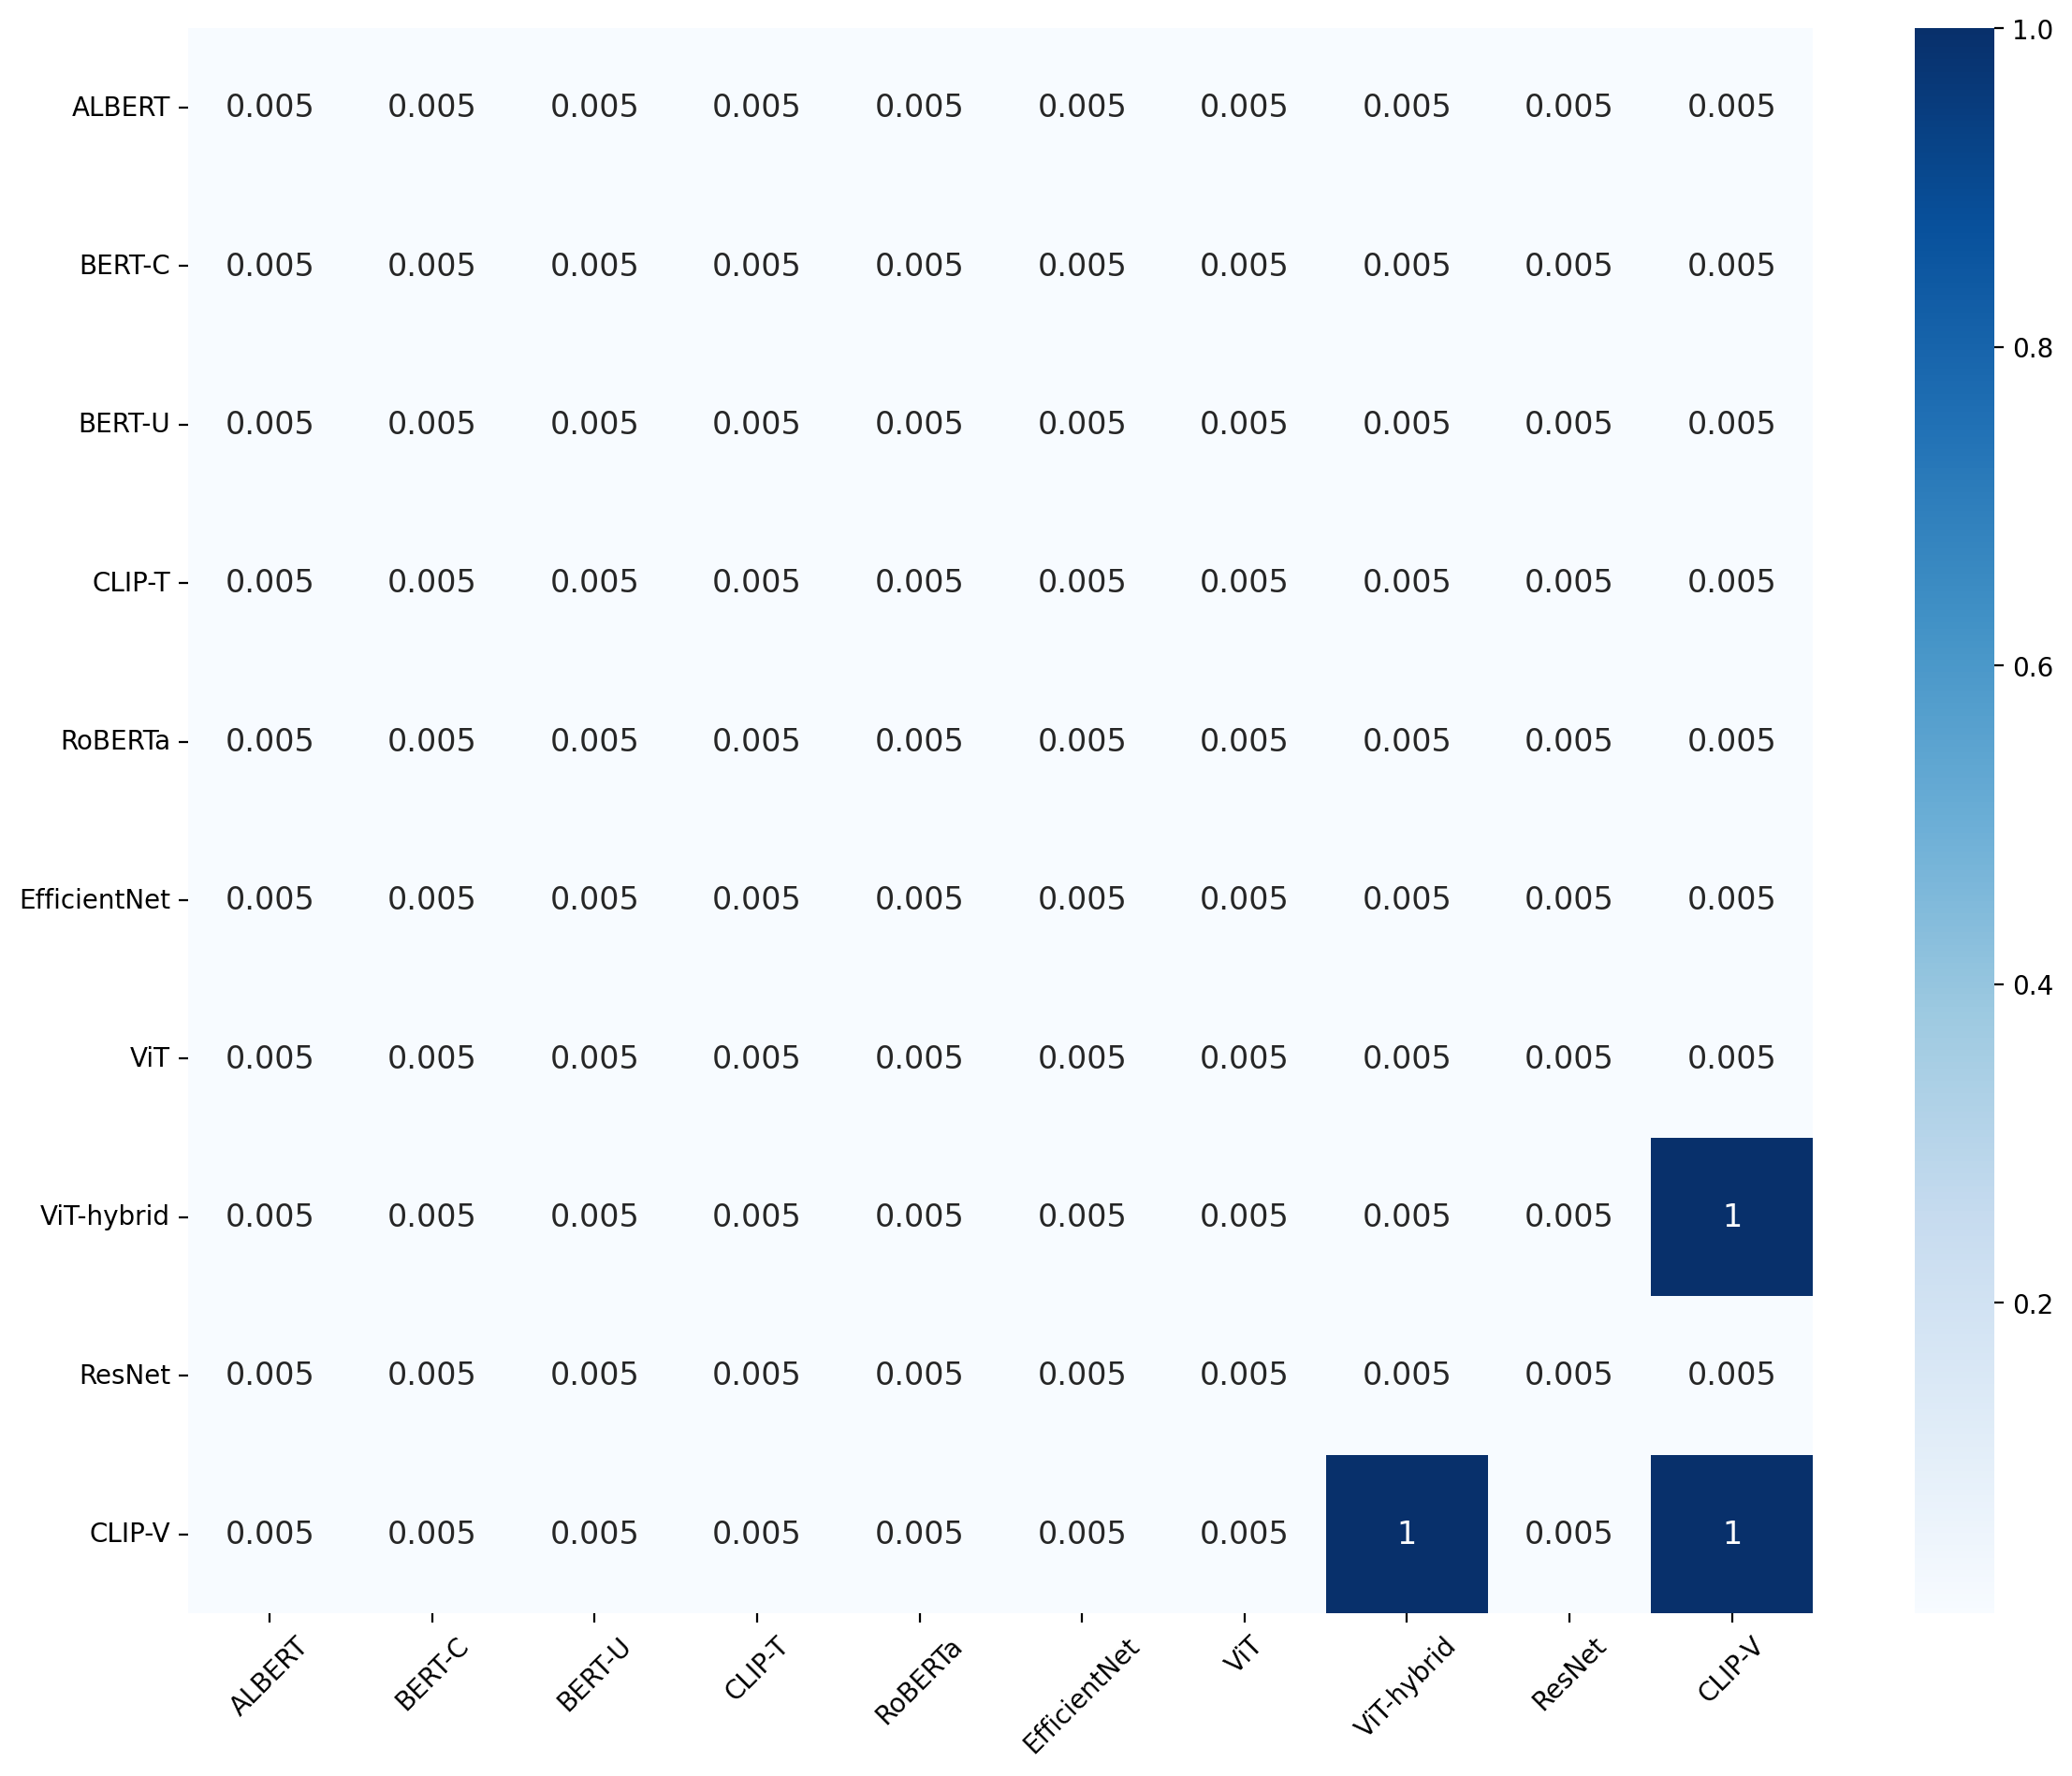 ALBERT 0.005 0.005 0.005 0.005 0.005 0.005 0.005 0.005 0.005 0.005
BERT-C 0.005 0.005 0.005 0.005 0.005 0.005 0.005 0.005 0.005 0.005
BERT-U 0.005 0.005 0.005 0.005 0.005 0.005 0.005 0.005 0.005 0.005
CLIP-T 0.005 0.005 0.005 0.005 0.005 0.005 0.005 0.005 0.005 0.005
RoBERTa 0.005 0.005 0.005 0.005 0.005 0.005 0.005 0.005 0.005 0.005
EfficientNet 0.005 0.005 0.005 0.005 0.005 0.005 0.005 0.005 0.005 0.005
ViT 0.005 0.005 0.005 0.005 0.005 0.005 0.005 0.005 0.005 0.005
ViT-hybrid 0.005 0.005 0.005 0.005 0.005 0.005 0.005 0.005 0.005 1
ResNet 0.005 0.005 0.005 0.005 0.005 0.005 0.005 0.005 0.005 0.005
CLIP-V 0.005 0.005 0.005 0.005 0.005 0.005 0.005 1 0.005 1
ALBERT BERT-C BERT-U CLIP-T RoBERTa EfficientNet ViT ViT-hybrid ResNet CLIP-V
1.0
0.8
0.6
0.4
0.2